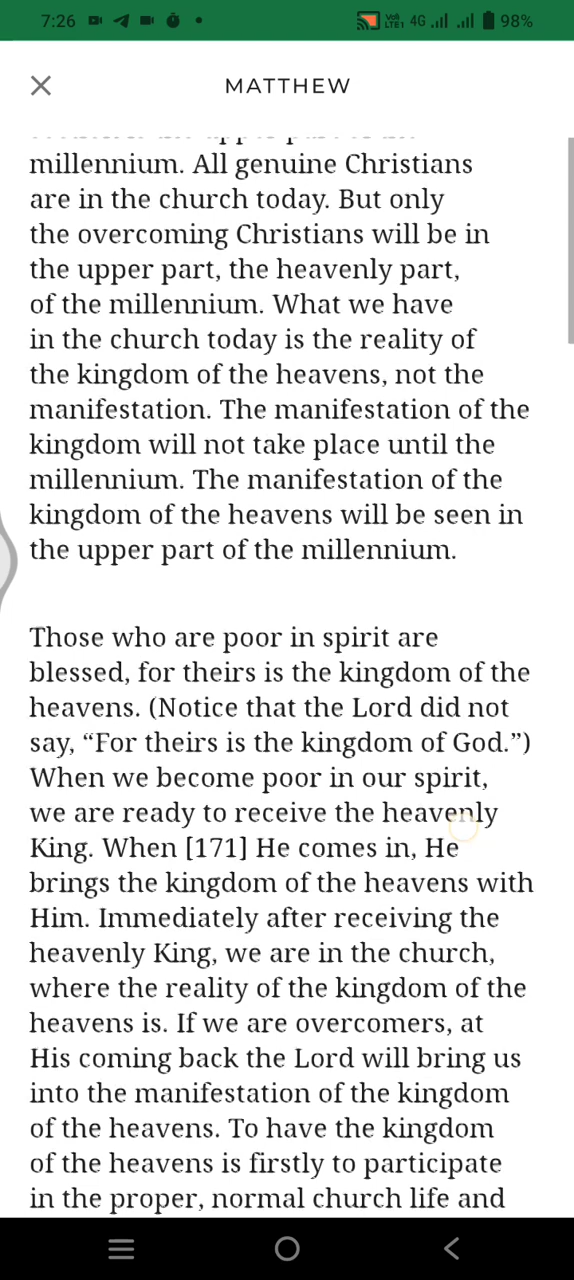 7:26
VoB
LTE1
4G
98%
MATTHEW
millennium. All genuine Christians
are in the church today. But only
the overcoming Christians will be in
the upper part, the heavenly part,
of the millennium. What we have
in the church today is the reality of
the kingdom of the heavens, not the
manifestation. The manifestation of the
kingdom will not take place until the
millennium. The manifestation of the
kingdom of the heavens will be seen in
the upper part of the millennium.
Those who are poor in spirit are
blessed, for theirs is the kingdom of the
heavens. (Notice that the Lord did not
say, “For theirs is the kingdom of God.”)
When we become poor in our spirit,
we are ready to receive the heavenly
King. When [171] He comes in, He
brings the kingdom of the heavens with
Him. Immediately after receiving the
heavenly King, we are in the church,
where the reality of the kingdom of the
heavens is. If we are overcomers, at
His coming back the Lord will bring us
into the manifestation of the kingdom
of the heavens. To have the kingdom
of the heavens is firstly to participate
in the proper, normal church life and